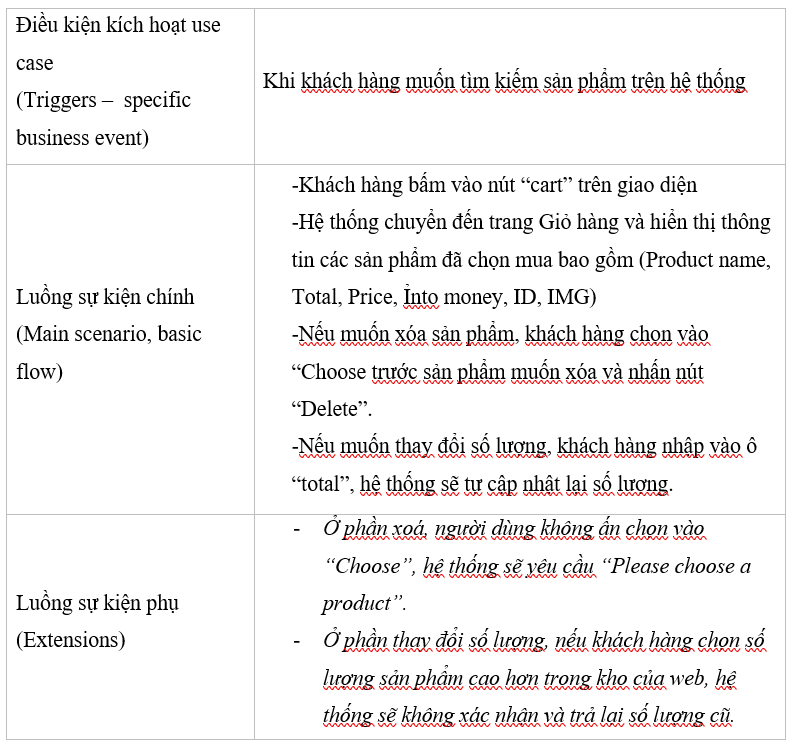 Điều kiện kích hoạt use
case
(Triggers – specific
business event)
Khi khách hàng muốn tìm kiếm sản phẩm trên hệ thống
Luồng sự kiện chính
(Main scenario, basic
flow)
-Khách hàng bấm vào nút “cart” trên giao diện
-Hệ thống chuyển đến trang Giỏ hàng và hiển thị thông
tin các sản phẩm đã chọn mua bao gồm (Product name,
Total, Price, Ỉnto money, ID, IMG)
-Nếu muốn xóa sản phẩm, khách hàng chọn vào
“Choose trước sản phẩm muốn xóa và nhấn nút
“Delete”.
-Nếu muốn thay đổi số lượng, khách hàng nhập vào ô
“total”, hệ thống sẽ tự cập nhật lại số lượng.
Luồng sự kiện phụ
(Extensions)
- Ở phần xoá, người dùng không ấn chọn vào
“Choose”, hệ thống sẽ yêu cầu “Please choose a
product”.
- Ở phần thay đổi số lượng, nếu khách hàng chọn số
lượng sản phẩm cao hơn trong kho của web, hệ
thống sẽ không xác nhận và trả lại số lượng cũ.